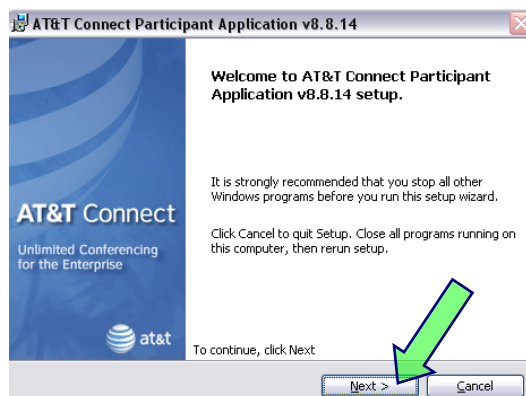 AT&T Connect Participant Application v8.8.14
Welcome to AT&T Connect Participant
Application v8.8.14 setup.
It is strongly recommended that you stop all other
Windows programs before you run this setup wizard.
AT&T Connect
Click Cancel to quit Setup. Close all programs running on
this computer, then rerun setup.
Unlimited Conferencing
for the Enterprise
at&t
To continue, click Next
Next >
Cancel